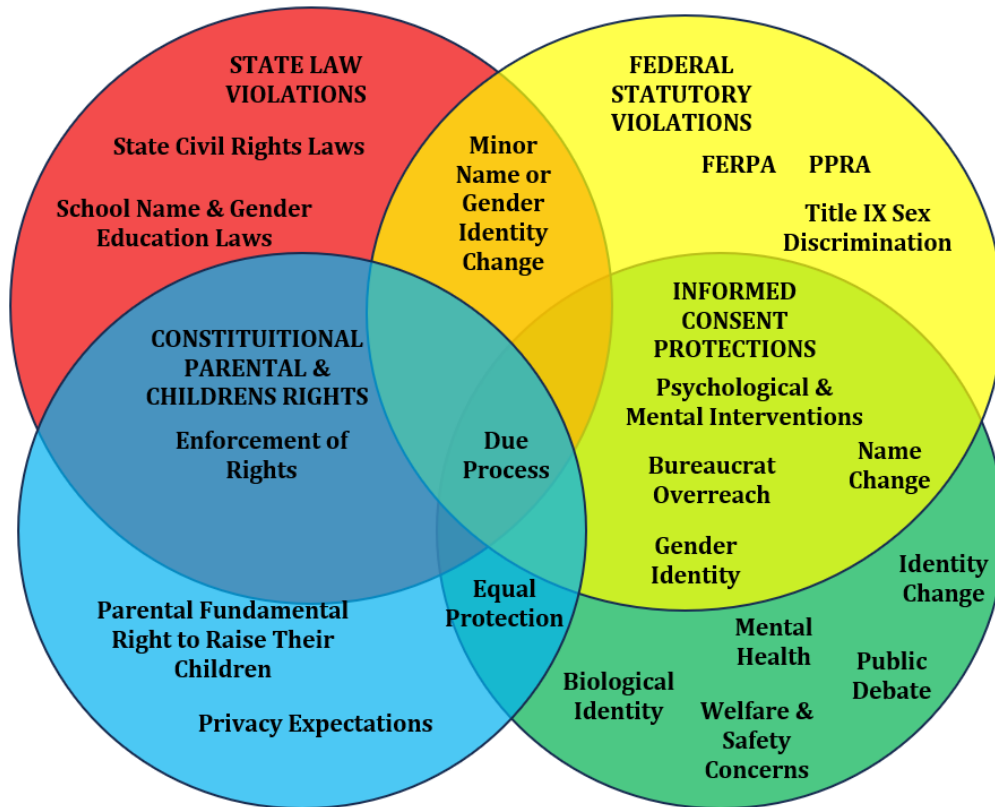 STATE LAW
VIOLATIONS
State Civil Rights Laws
School Name & Gender
Education Laws
Minor
Name or
Gender
Identity
Change
FEDERAL
STATUTORY
VIOLATIONS
FERPA PPRA
Title IX Sex
Discrimination
CONSTITUITIONAL
PARENTAL &
CHILDRENS RIGHTS
Enforcement of
Rights
Due
Process
INFORMED
CONSENT
PROTECTIONS
Psychological &
Mental Interventions
Bureaucrat
Overreach
Name
Change
Gender
Identity
Identity
Change
Equal
Protection
Parental Fundamental
Right to Raise Their
Children
Privacy Expectations
Biological
Identity
Mental
Health
Public
Debate
Welfare &
Safety
Concerns